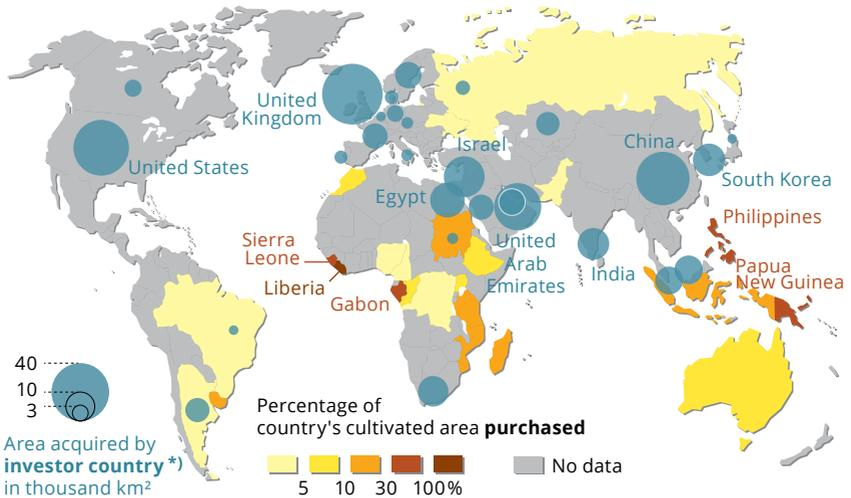 United
Kingdom
United States
Israel
Egypt
China
South Korea
Philippines
United
Arab
Emirates
India
Papua
New Guinea
Sierra
Leone
Liberia
Gabon
40
10
3
Area acquired by
investor country *)
in thousand km²
Percentage of
country's cultivated area purchased
5 10 30 100%
No data